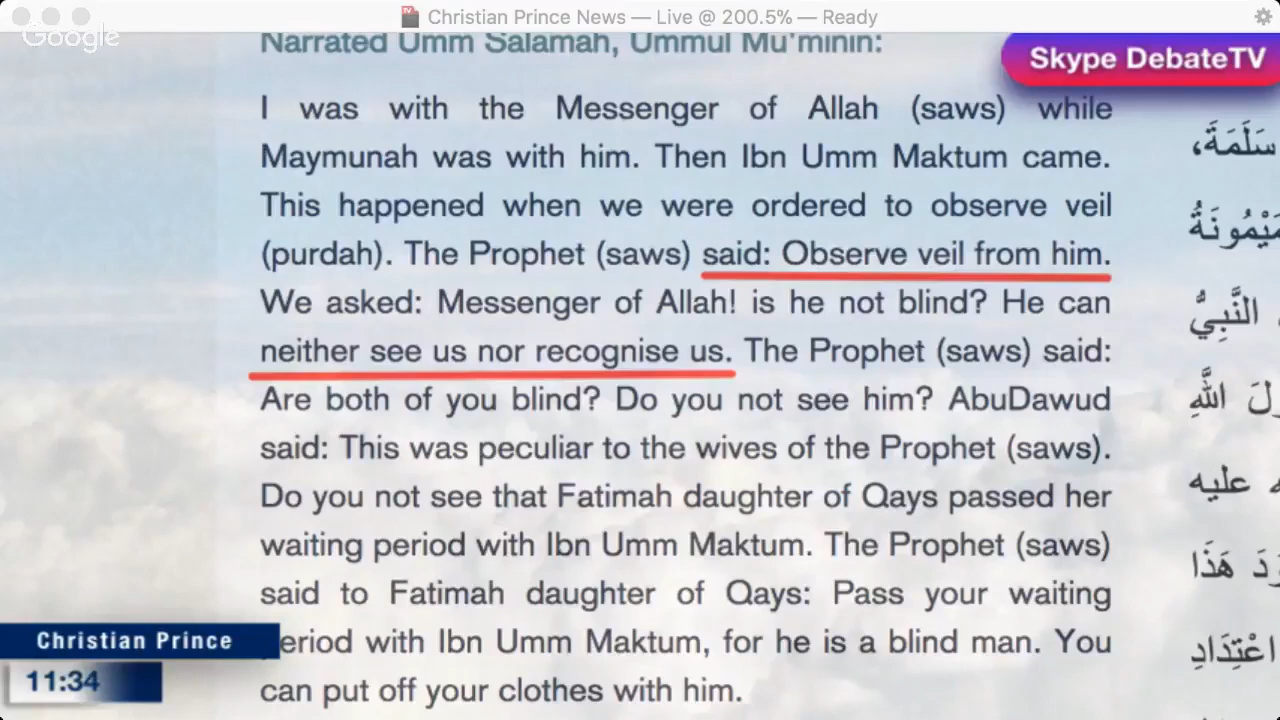 Christian Prince News — Live @ 200.5% — Ready
Google
Skype DebateTV
Narrated Umm Salamah, Ummul Mu'minin:
I was with the Messenger of Allah (saws) while
Maymunah was with him. Then Ibn Umm Maktum came.
This happened when we were ordered to observe veil
(purdah). The Prophet (saws) said: Observe veil from him.
We asked: Messenger of Allah! is he not blind? He can
neither see us nor recognise us. The Prophet (saws) said:
Are both of you blind? Do you not see him? AbuDawud
said: This was peculiar to the wives of the Prophet (saws).
Do you not see that Fatimah daughter of Qays passed her
waiting period with Ibn Umm Maktum. The Prophet (saws)
said to Fatimah daughter of Qays: Pass your waiting
eriod with Ibn Umm Maktum, for he is a blind man. You
can put off your clothes with him.
سَلَمَةَ،
النَّبِيُّ
اللَّهِ
عليه
هَذَا
اعْتِدَادِ
Christian Prince
11:34